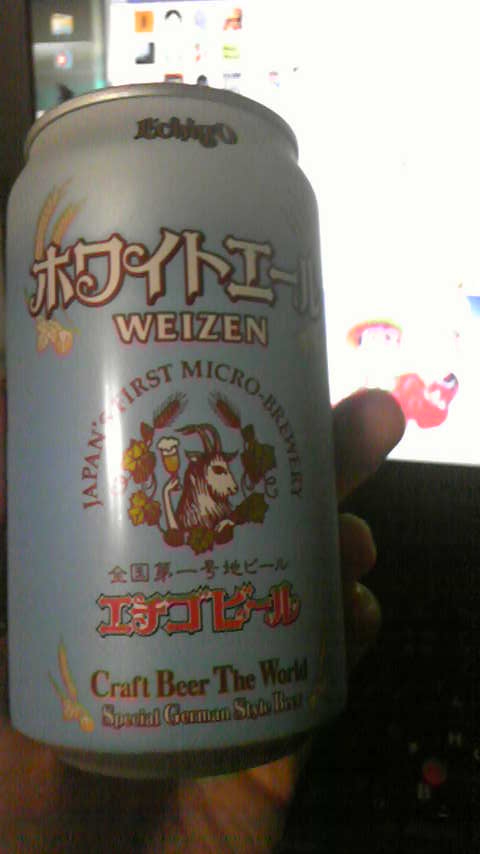 Echigo
ホワイトエール
WEIZEN
JAPAN'S FIRST MICRO-BREWERY
全国第一号地ビール
エチゴビール
Craft Beer The World
Special German Style Beer